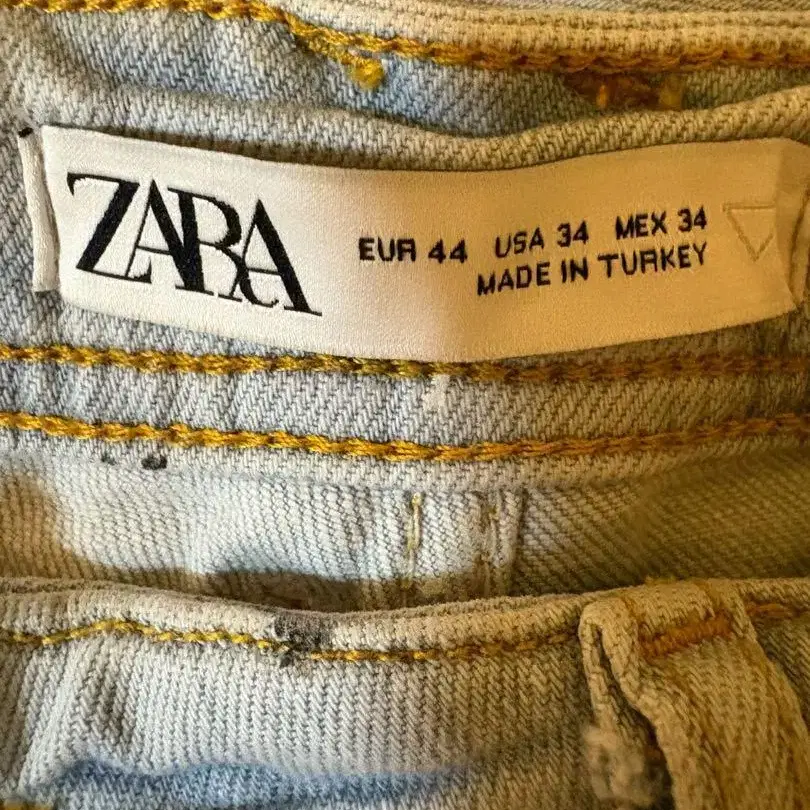 ZARA
EUR 44 USA 34 MEX 34
MADE IN TURKEY